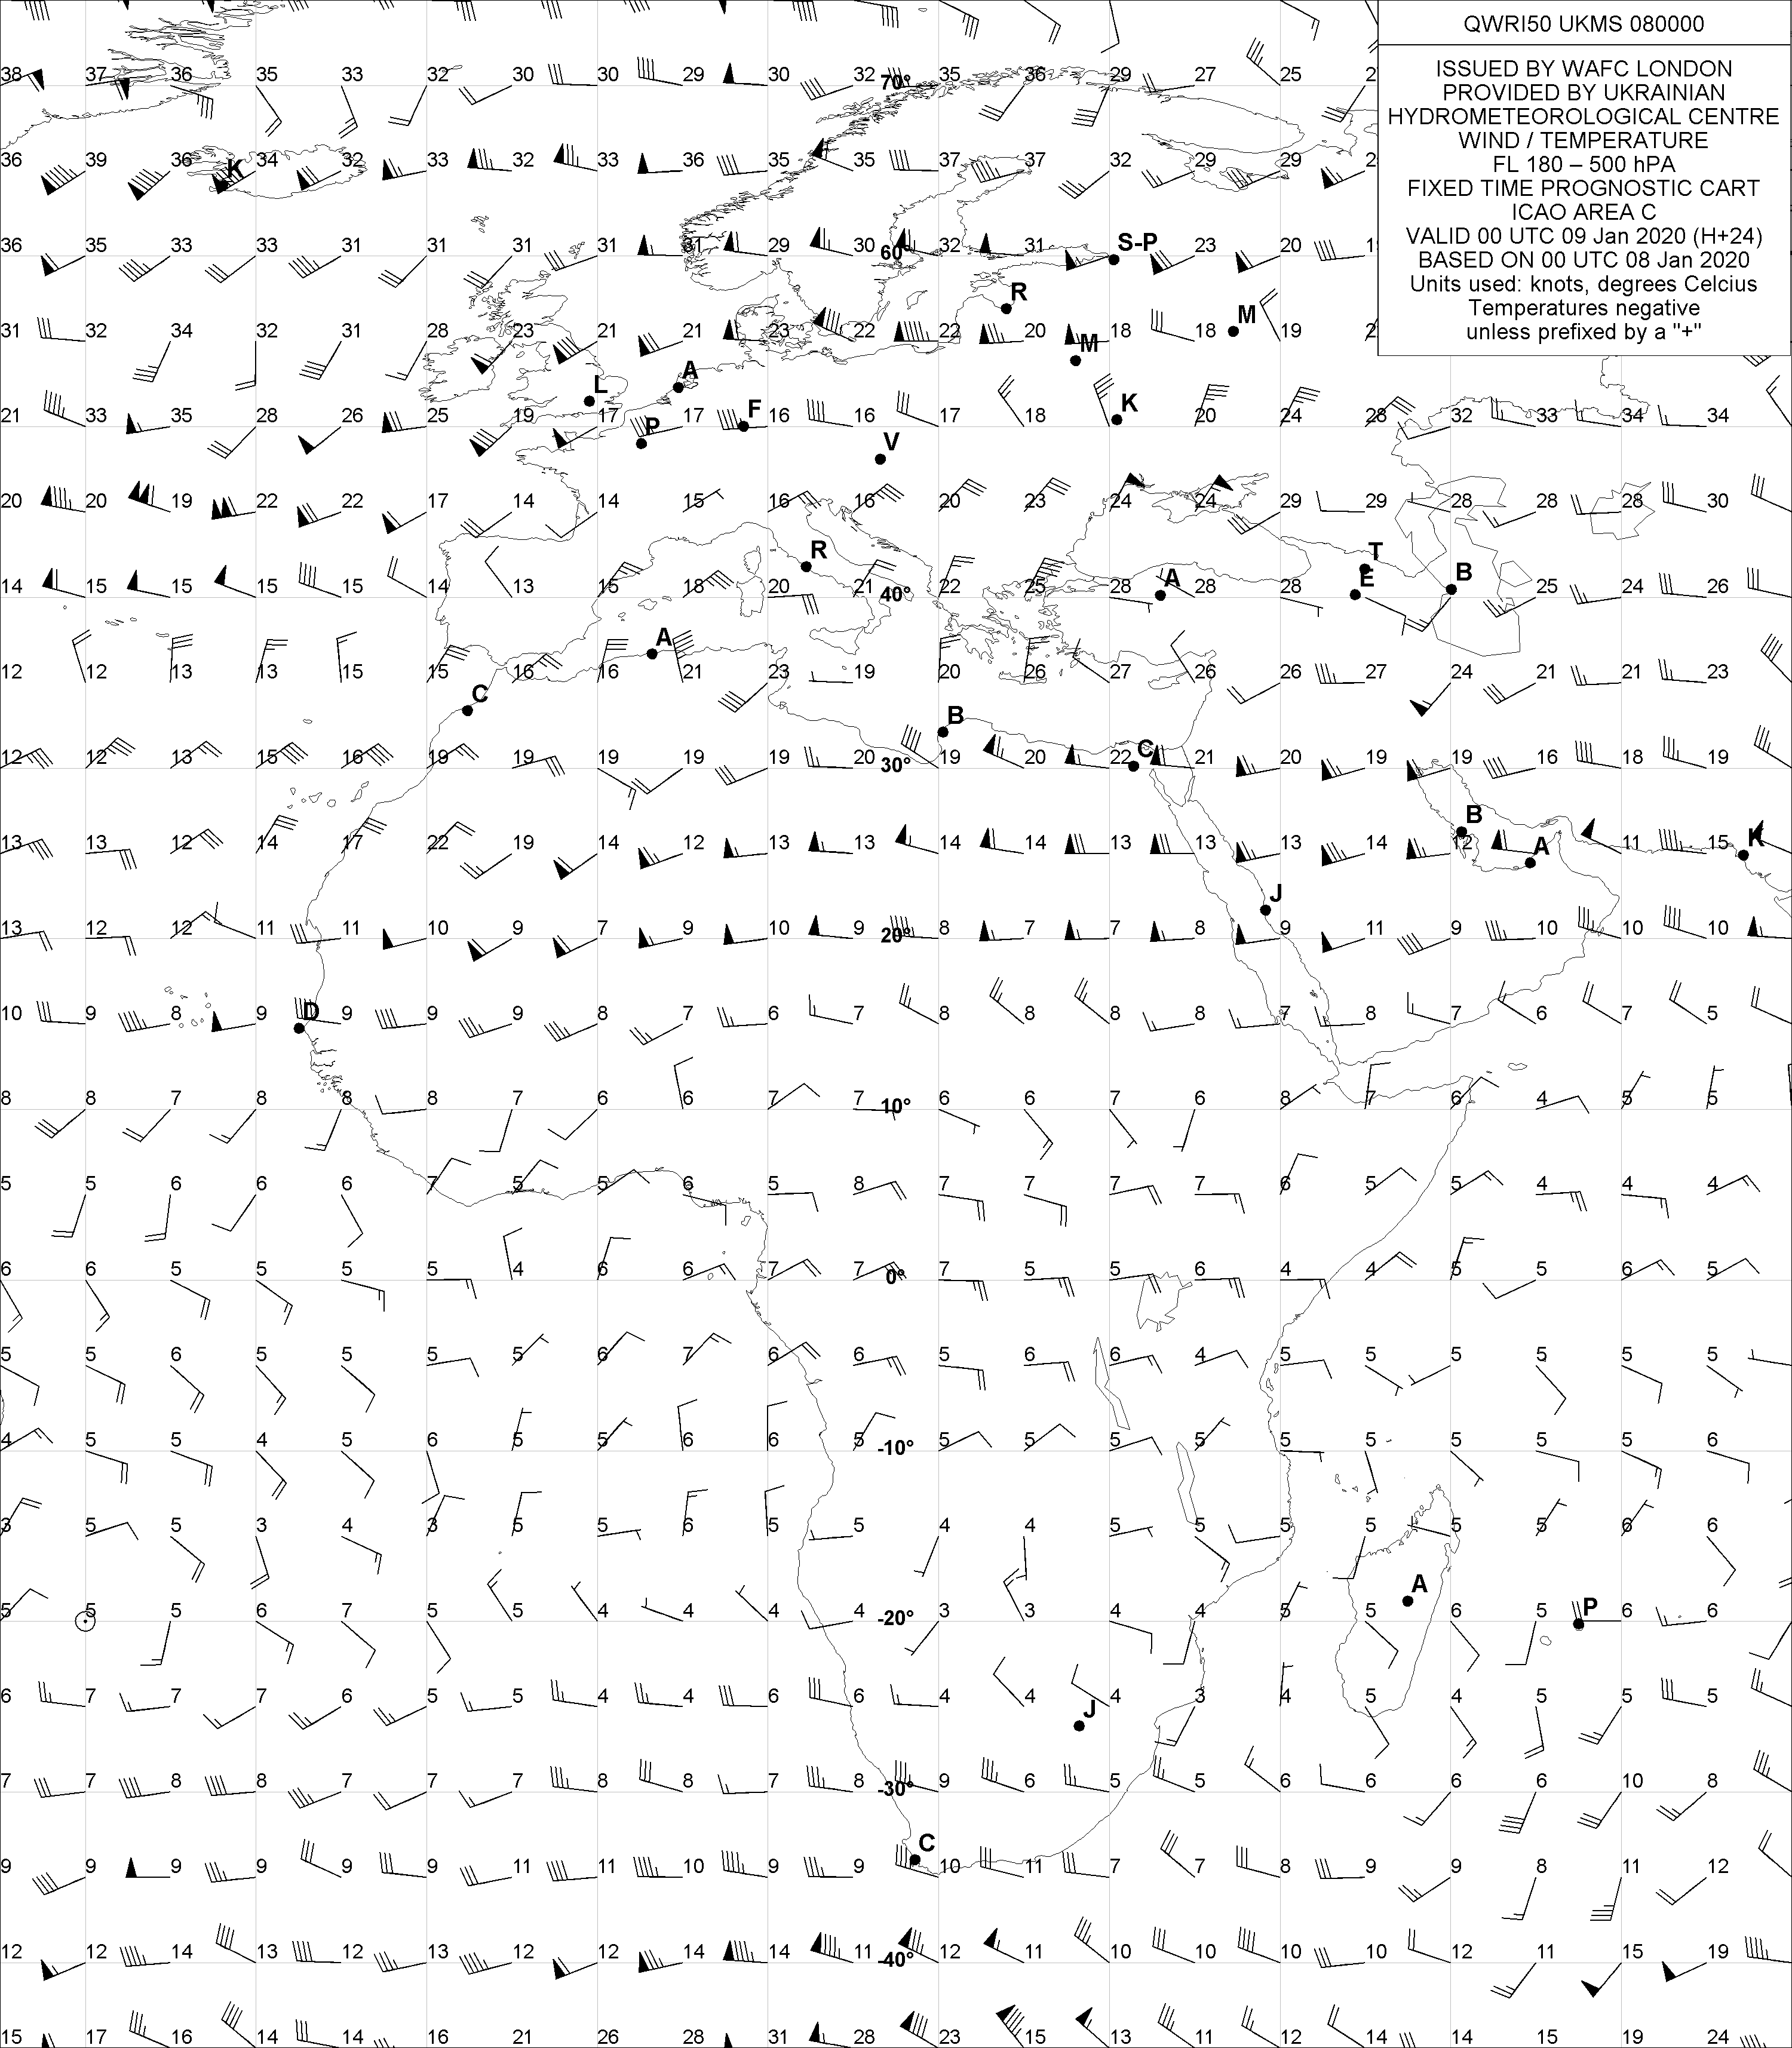 QWRI50 UKMS 080000
ISSUED BY WAFC LONDON
PROVIDED BY UKRAINIAN
HYDROMETEOROLOGICAL CENTRE
WIND / TEMPERATURE
FL 180 – 500 hPA
FIXED TIME PROGNOSTIC CART
ICAO AREA C
VALID 00 UTC 09 Jan 2020 (H+24)
BASED ON 00 UTC 08 Jan 2020
Units used: knots, degrees Celcius
Temperatures negative
unless prefixed by a "+"
38 37 36 35 33 32 30 30 29 30 32 70° 35 36 29 27 25
36 39 36 K 34 32 33 32 33 36 35 35 37 37 32 29 29
S-P
36 35 33 33 31 31 31 31 31 29 30 60° 32 31 23 20
R
M
31 32 34 32 31 28 23 21 21 23 22 22 20 M 18 18 19
A
L
K
21 33 35 28 26 25 19 17 P 17 F 16 16 17 18 20 24 28 32 33 34 34
V
20 20 19 22 22 17 14 14 15 16 16 20 23 24 24 29 29 28 28 28 30
R T
14 15 15 15 15 14 13 15 18 20 21 40° 22 25 28 A 28 28 E B 25 24 26
A
12 12 13 13 15 15 16 16 21 23 19 20 26 27 26 26 27 24 21 21 23
C
B
12 12 13 15 16 19 19 19 19 19 20 30° 19 20 22 C 21 20 19 19 16 18 19
B
13 13 12 14 17 22 19 14 12 13 13 14 14 13 13 13 14 12 A 11 15 K
J
13 12 12 11 11 10 9 7 9 10 9 20° 8 7 7 8 9 11 9 10 10 10
10 9 8 9 D 9 9 9 8 7 6 7 8 8 8 8 7 8 7 6 7 5
8 8 7 8 8 8 7 6 6 7 7 10° 6 6 7 6 8 7 6 4 5 5
5 5 6 6 6 7 5 5 6 5 8 7 7 7 7 6 5 5 4 4 4
6 6 5 5 5 5 4 6 6 7 7 0° 7 5 5 6 4 4 5 5 6 5
5 5 6 5 5 5 5 6 7 6 6 5 6 6 4 5 5 5 5 5 5
4 5 5 4 5 6 5 5 6 6 5 -10° 5 5 5 5 5 5 5 5 5 6
3 5 5 3 4 3 5 5 6 5 5 4 4 5 5 5 5 5 5 6 6
A
5 5 5 6 7 5 5 4 4 4 4 -20° 3 3 4 4 5 5 6 5 P 6 6
6 7 7 7 6 5 5 4 4 6 6 4 4 J 4 3 4 5 4 5 5 5
7 7 8 8 7 7 7 8 8 7 8 -30° 9 6 5 5 6 6 6 6 10 8
C
9 9 9 9 9 9 11 11 10 9 9 10 11 7 7 8 9 9 8 11 12
12 12 14 13 12 13 12 12 14 14 11 -40° 12 11 10 10 10 10 12 11 15 19
15 17 16 14 14 16 21 26 28 31 28 23 15 13 11 12 14 14 15 19 24